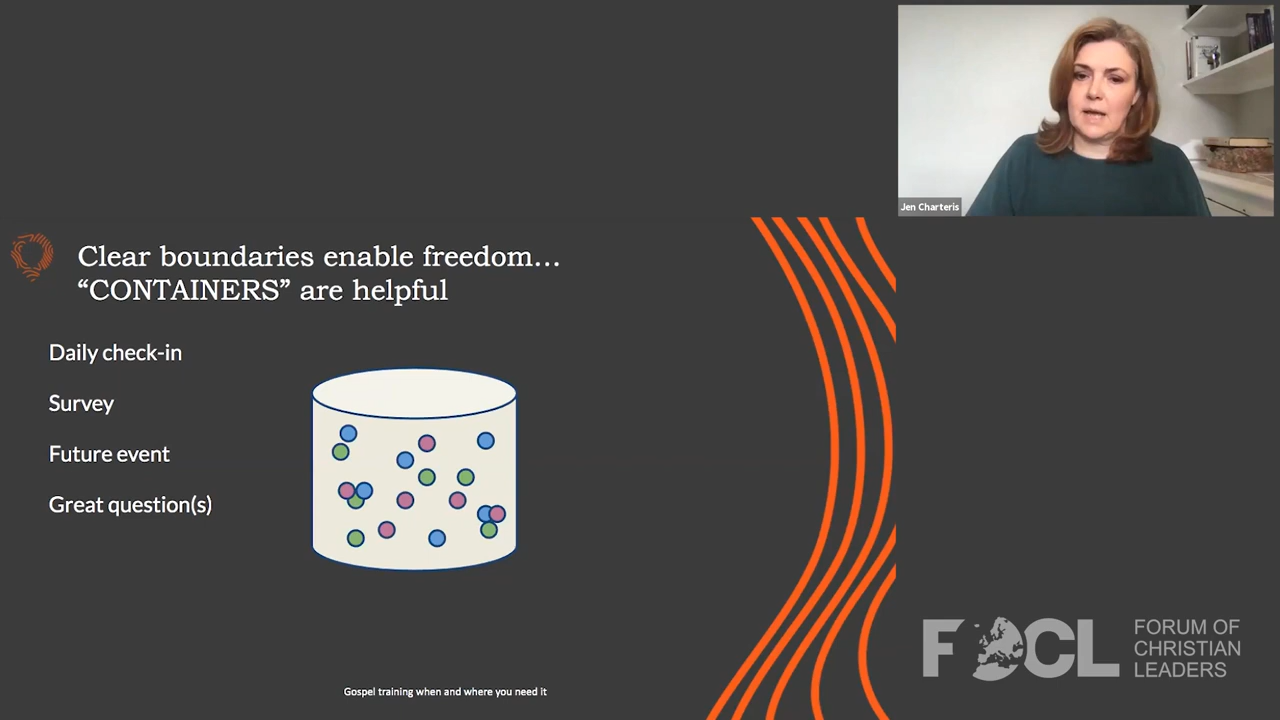 Jen Charteris
Clear boundaries enable freedom...
“CONTAINERS” are helpful
Daily check-in
Survey
Future event
Great question(s)
Gospel training when and where you need it
FOCL
FORUM OF
CHRISTIAN
LEADERS